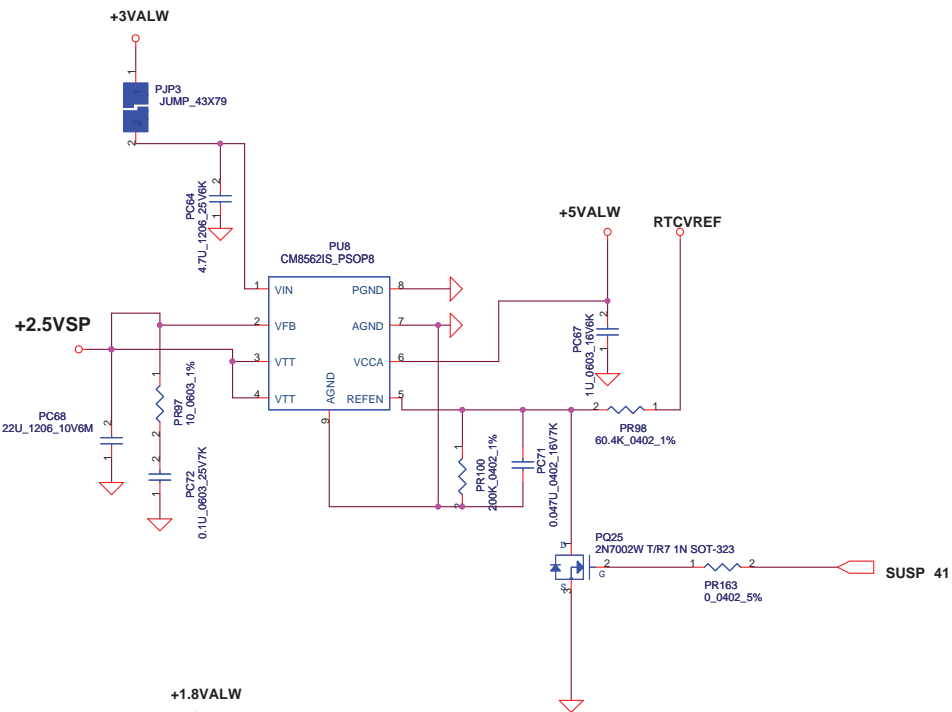 +3VALW
1
PJP3
JUMP_43X79
1
2
2
2
1
PC64
4.7U_1206_25V6K
+5VALW
RTCVREF
PU8
CM8562IS_PSOP8
1
VIN
PGND
8
2
VFB
AGND
7
3
VTT
VCCA
6
4
VTT
REFEN
5
AGND
9
+2.5VSP
2
1
PC67
1U_0603_16V6K
1
2
PR97
10_0603_1%
PC68
22U_1206_10V6M
2
1
2
1
PC72
0.1U_0603_25V7K
2
1
PR98
60.4K_0402_1%
1
2
PR100
200K_0402_1%
PC71
0.047U_0402_16V7K
PQ25
2N7002W T/R7 1N SOT-323
D
1
G
2
S
3
1
2
PR163
0_0402_5%
SUSP 41
+1.8VALW